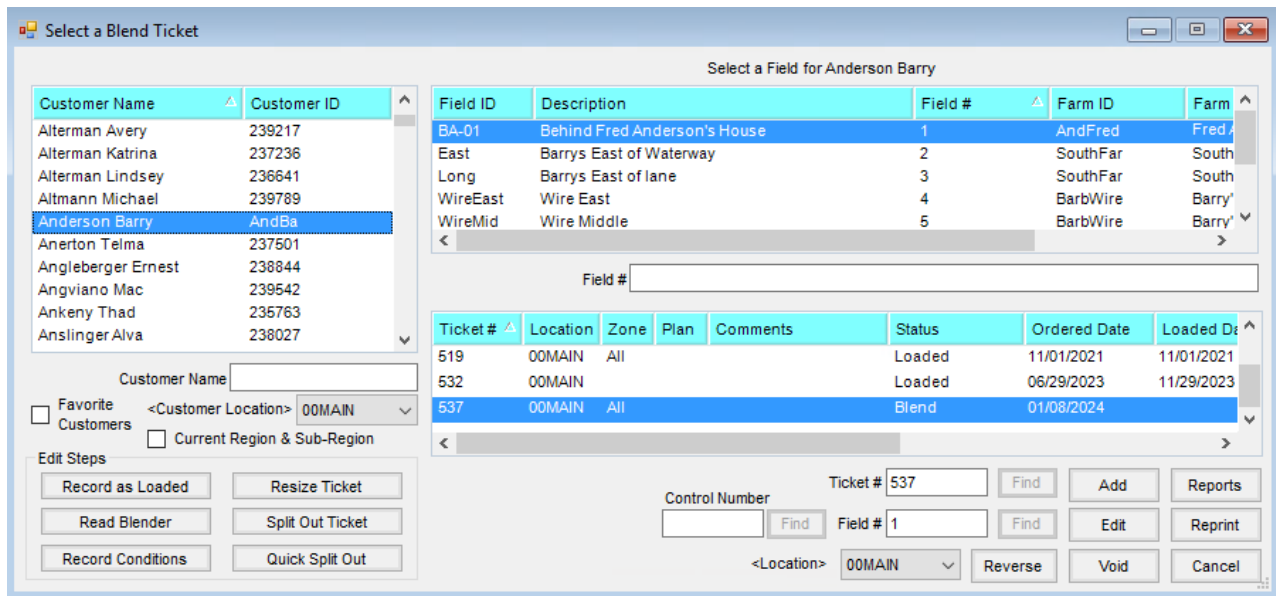 Select a Blend Ticket
Select a Field for Anderson Barry
Customer Name Customer ID
Alterman Avery 239217
Alterman Katrina 237236
Alterman Lindsey 236641
Altmann Michael 239789
Anderson Barry AndBa
Anerton Telma 237501
Angleberger Ernest 238844
Angviano Mac 239542
Ankeny Thad 235763
Anslinger Alva 238027
Customer Name
Favorite Customers
<Customer Location> 00MAIN
Current Region & Sub-Region
Edit Steps
Record as Loaded Resize Ticket
Read Blender Split Out Ticket
Record Conditions Quick Split Out
Field ID Description Field # Farm ID Farm
BA-01 Behind Fred Anderson's House 1 AndFred Fred A
East Barrys East of Waterway 2 SouthFar South
Long Barrys East of lane 3 SouthFar South
WireEast Wire East 4 BarbWire Barry'
WireMid Wire Middle 5 BarbWire Barry'
Field #
Ticket # Location Zone Plan Comments Status Ordered Date Loaded Da
519 00MAIN All Loaded 11/01/2021 11/01/2021
532 00MAIN Loaded 06/29/2023 11/29/2023
537 00MAIN All Blend 01/08/2024
Ticket # 537 Find Add Reports
Control Number
Find Field # 1 Find Edit Reprint
<Location> 00MAIN Reverse Void Cancel